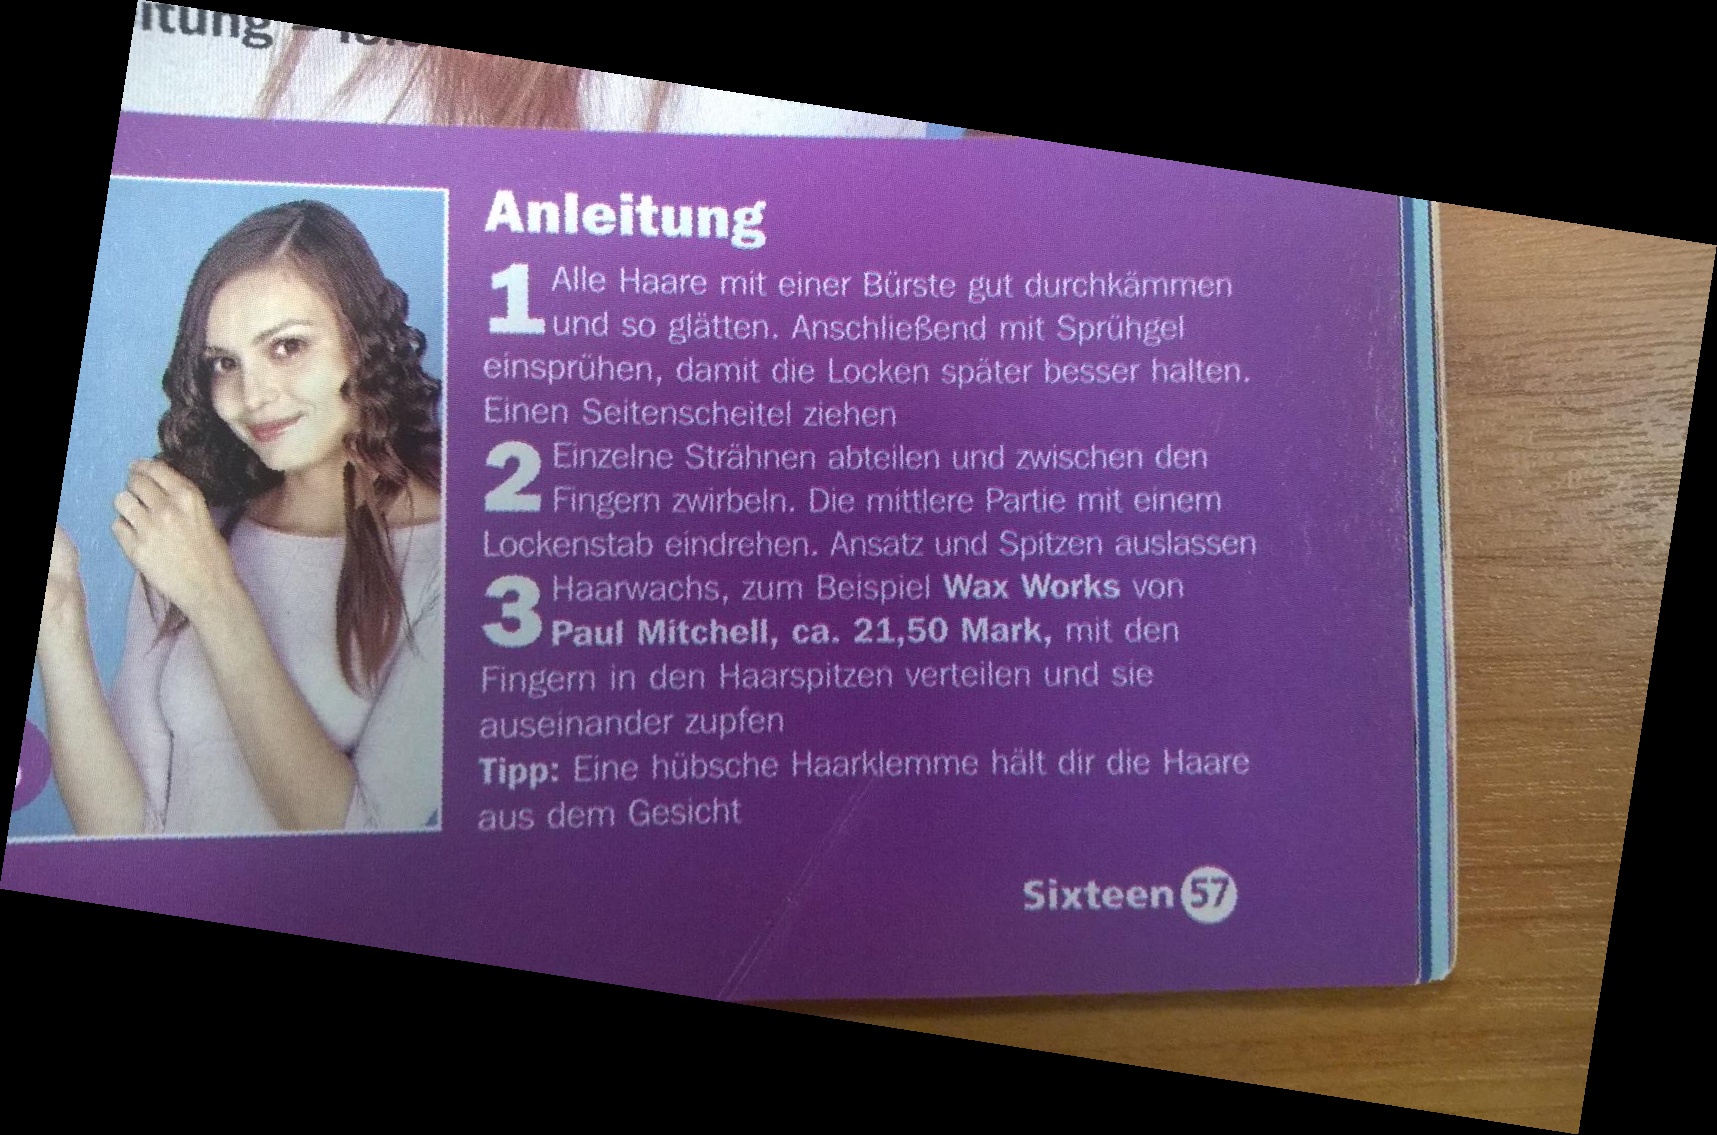 Anleitung
1 Alle Haare mit einer Bürste gut durchkämmen
und so glätten. Anschließend mit Sprühgel
einsprühen, damit die Locken später besser halten.
Einen Seitenscheitel ziehen
2 Einzelne Strähnen abteilen und zwischen den
Fingern zwirbeln. Die mittlere Partie mit einem
Lockenstab eindrehen. Ansatz und Spitzen auslassen
3 Haarwachs, zum Beispiel Wax Works von
Paul Mitchell, ca. 21,50 Mark, mit den
Fingern in den Haarspitzen verteilen und sie
auseinander zupfen
Tipp: Eine hübsche Haarklemme hält dir die Haare
aus dem Gesicht
Sixteen 57